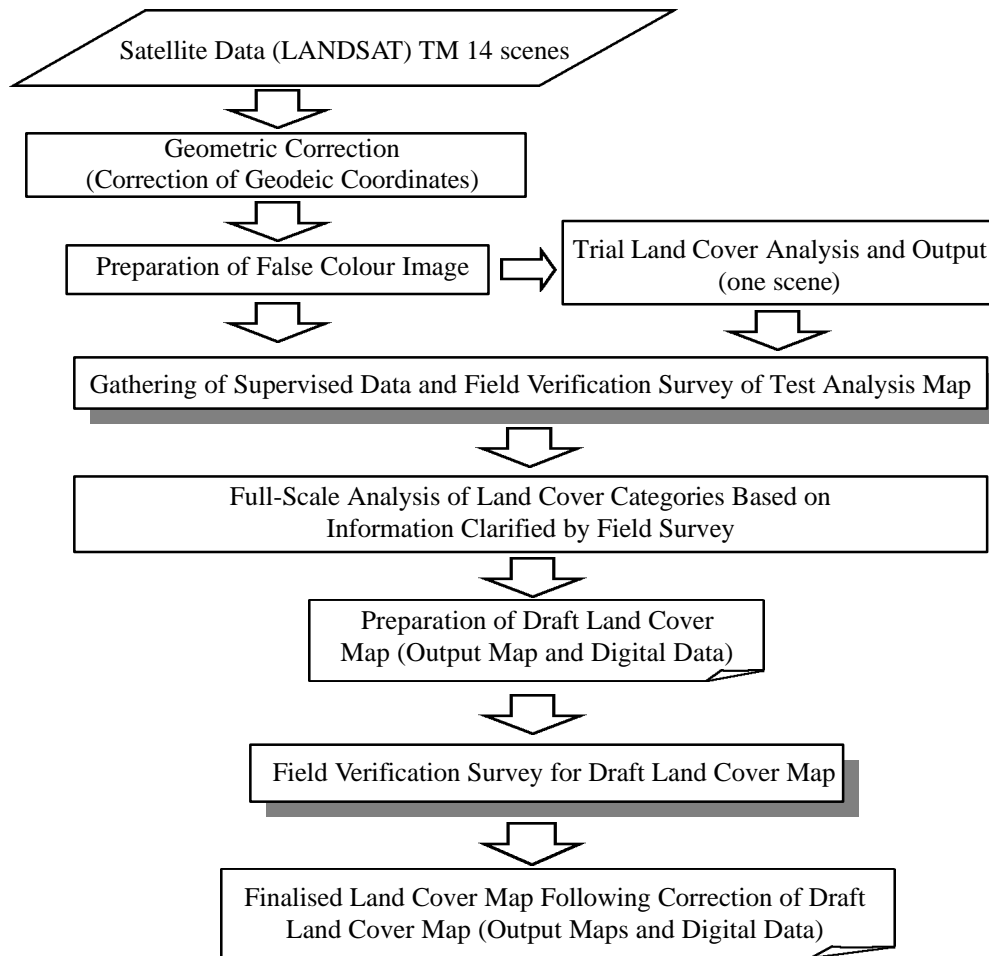 Satellite Data (LANDSAT) TM 14 scenes
Geometric Correction
(Correction of Geodeic Coordinates)
Preparation of False Colour Image
Trial Land Cover Analysis and Output
(one scene)
Gathering of Supervised Data and Field Verification Survey of Test Analysis Map
Full-Scale Analysis of Land Cover Categories Based on
Information Clarified by Field Survey
Preparation of Draft Land Cover
Map (Output Map and Digital Data)
Field Verification Survey for Draft Land Cover Map
Finalised Land Cover Map Following Correction of Draft
Land Cover Map (Output Maps and Digital Data)